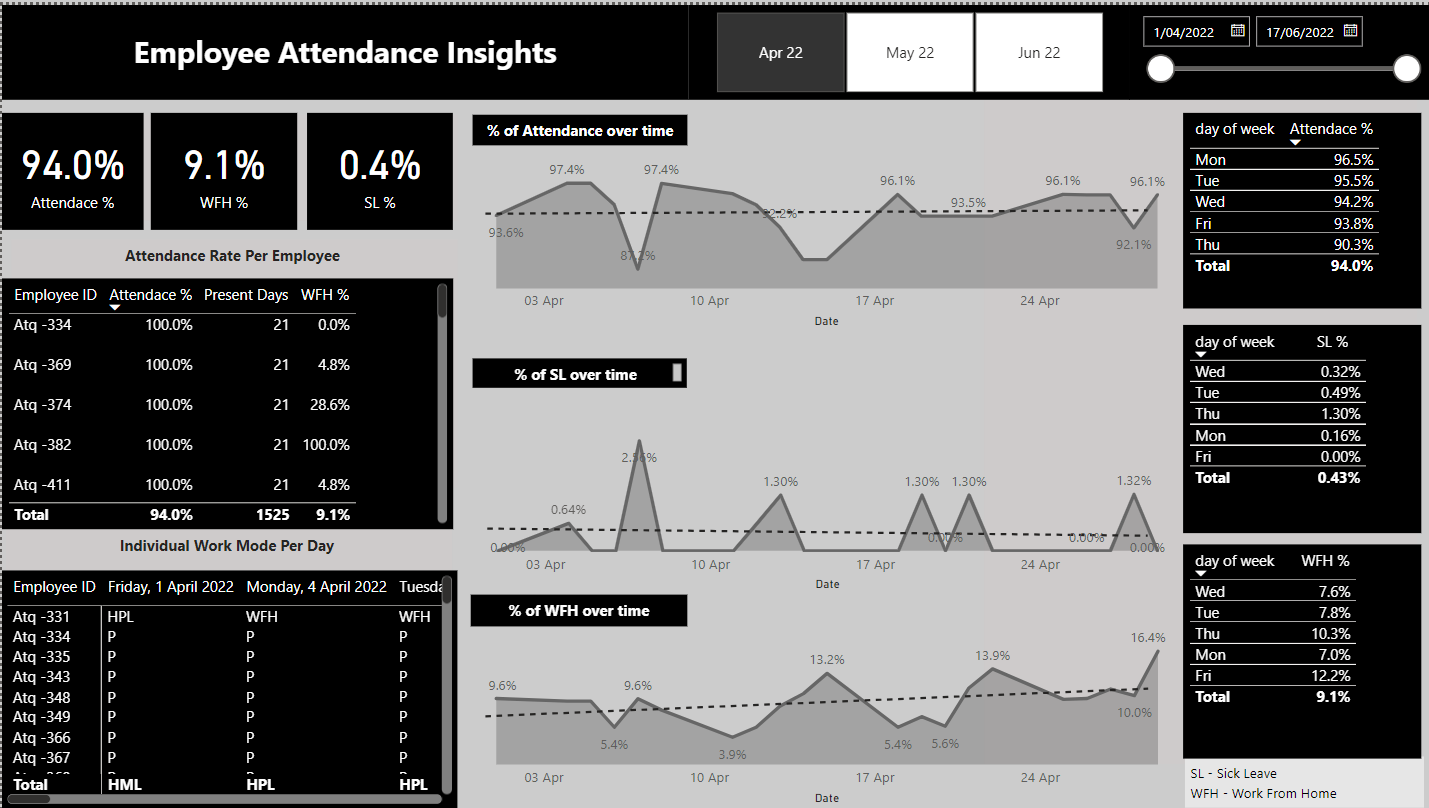 Employee Attendance Insights
Apr 22
May 22
Jun 22
1/04/2022
17/06/2022
94.0%
Attendace %
9.1%
WFH %
0.4%
SL %
Attendance Rate Per Employee
Employee ID Attendace % Present Days WFH %
Atq -334 100.0% 21 0.0%
Atq -369 100.0% 21 4.8%
Atq -374 100.0% 21 28.6%
Atq -382 100.0% 21 100.0%
Atq -411 100.0% 21 4.8%
Total 94.0% 1525 9.1%
Individual Work Mode Per Day
Employee ID Friday, 1 April 2022 Monday, 4 April 2022 Tuesda
Atq -331 HPL WFH WFH
Atq -334 P P P
Atq -335 P P P
Atq -343 P P P
Atq -348 P P P
Atq -349 P P P
Atq -366 P P P
Atq -367 P P P
Total HML HPL HPL
% of Attendance over time
97.4% 97.4% 96.1% 96.1% 96.1%
93.6% 87.2% 92.2% 93.5% 92.1%
03 Apr 10 Apr 17 Apr 24 Apr
Date
% of SL over time
0.00% 0.64% 2.56% 1.30% 1.30% 0.00% 1.30% 0.00% 1.32% 0.00%
03 Apr 10 Apr 17 Apr 24 Apr
Date
% of WFH over time
9.6% 5.4% 9.6% 3.9% 13.2% 5.4% 5.6% 13.9% 10.0% 16.4%
03 Apr 10 Apr 17 Apr 24 Apr
Date
day of week Attendace %
Mon 96.5%
Tue 95.5%
Wed 94.2%
Fri 93.8%
Thu 90.3%
Total 94.0%
day of week SL %
Wed 0.32%
Tue 0.49%
Thu 1.30%
Mon 0.16%
Fri 0.00%
Total 0.43%
day of week WFH %
Wed 7.6%
Tue 7.8%
Thu 10.3%
Mon 7.0%
Fri 12.2%
Total 9.1%
SL - Sick Leave
WFH - Work From Home